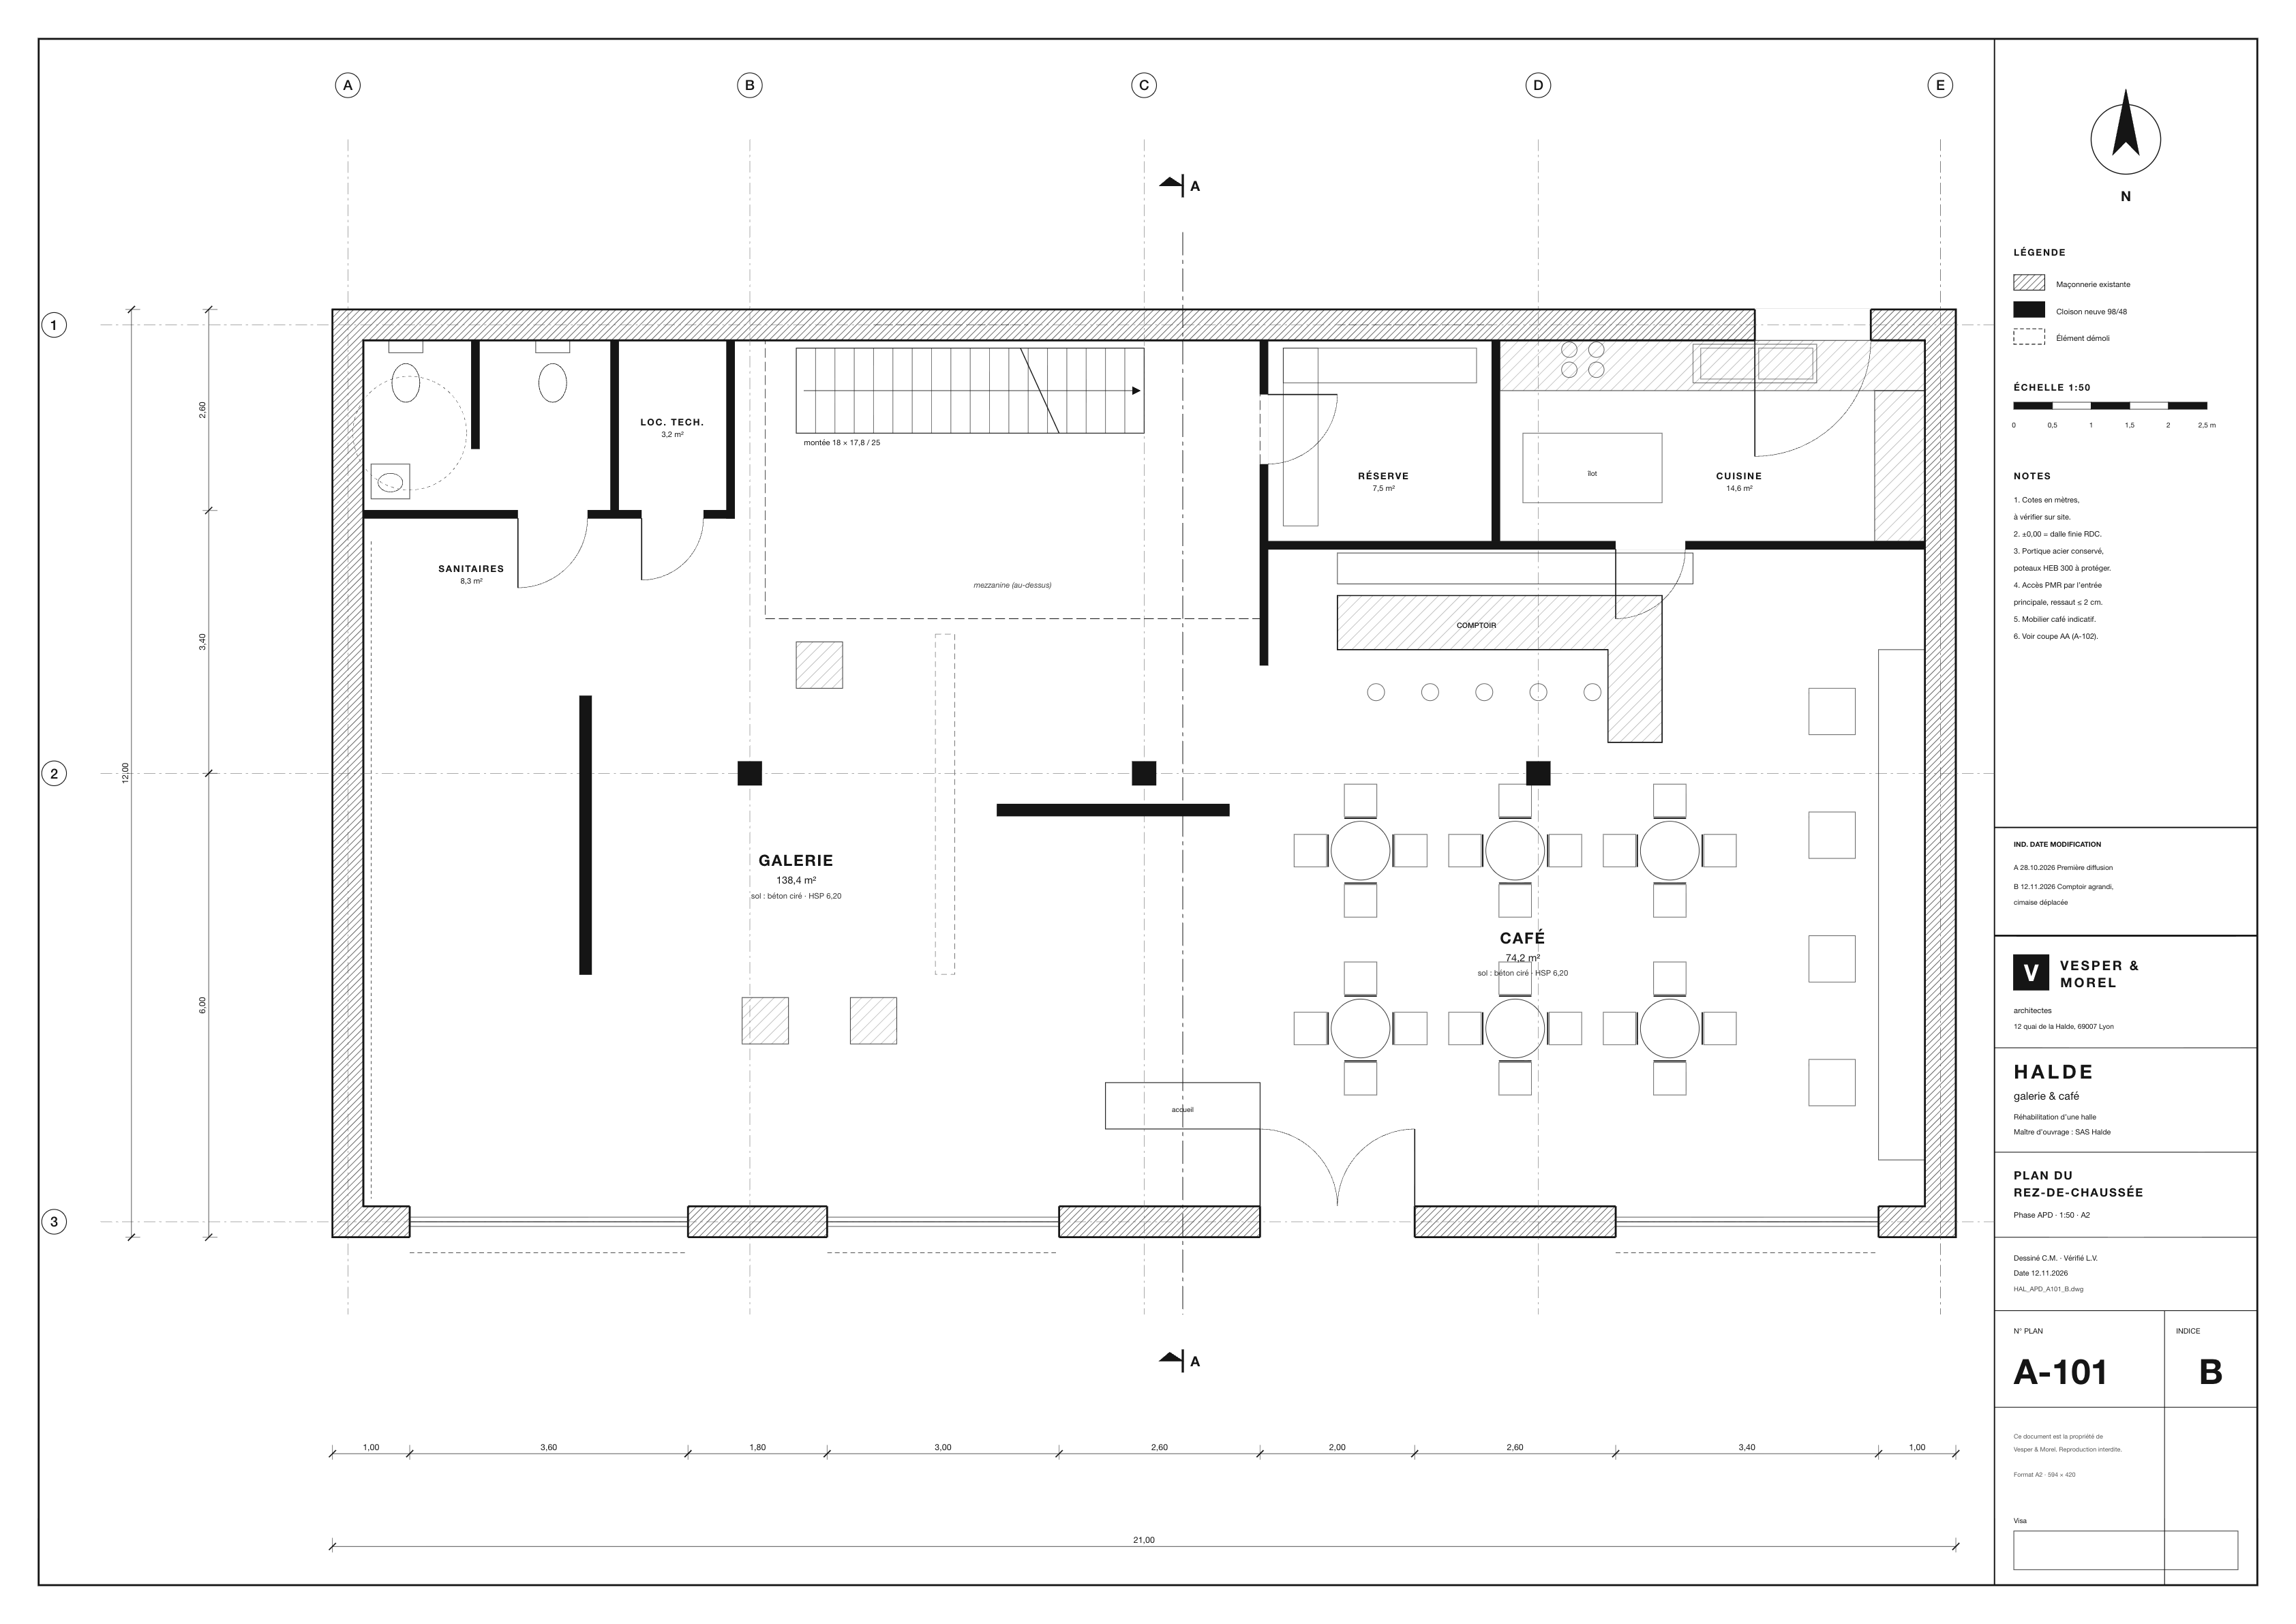 A
B
C
D
E
A
1
2
3
12,00
2,60
3,40
6,00
LOC. TECH.
3,2 m²
montée 18 × 17,8 / 25
RÉSERVE
7,5 m²
îlot
CUISINE
14,6 m²
SANITAIRES
8,3 m²
mezzanine (au-dessus)
COMPTOIR
GALERIE
138,4 m²
sol : béton ciré · HSP 6,20
CAFÉ
74,2 m²
sol : béton ciré · HSP 6,20
accueil
A
1,00
3,60
1,80
3,00
2,60
2,00
2,60
3,40
1,00
21,00
N
LÉGENDE
Maçonnerie existante
Cloison neuve 98/48
Élément démoli
ÉCHELLE 1:50
0 0,5 1 1,5 2 2,5 m
NOTES
1. Cotes en mètres,
à vérifier sur site.
2. ±0,00 = dalle finie RDC.
3. Portique acier conservé,
poteaux HEB 300 à protéger.
4. Accès PMR par l'entrée
principale, ressaut ≤ 2 cm.
5. Mobilier café indicatif.
6. Voir coupe AA (A-102).
IND. DATE MODIFICATION
A 28.10.2026 Première diffusion
B 12.11.2026 Comptoir agrandi,
cimaise déplacée
V
VESPER &
MOREL
architectes
12 quai de la Halde, 69007 Lyon
HALDE
galerie & café
Réhabilitation d'une halle
Maître d'ouvrage : SAS Halde
PLAN DU
REZ-DE-CHAUSSÉE
Phase APD · 1:50 · A2
Dessiné C.M. · Vérifié L.V.
Date 12.11.2026
HAL_APD_A101_B.dwg
N° PLAN
A-101
INDICE
B
Ce document est la propriété de
Vesper & Morel. Reproduction interdite.
Format A2 · 594 × 420
Visa